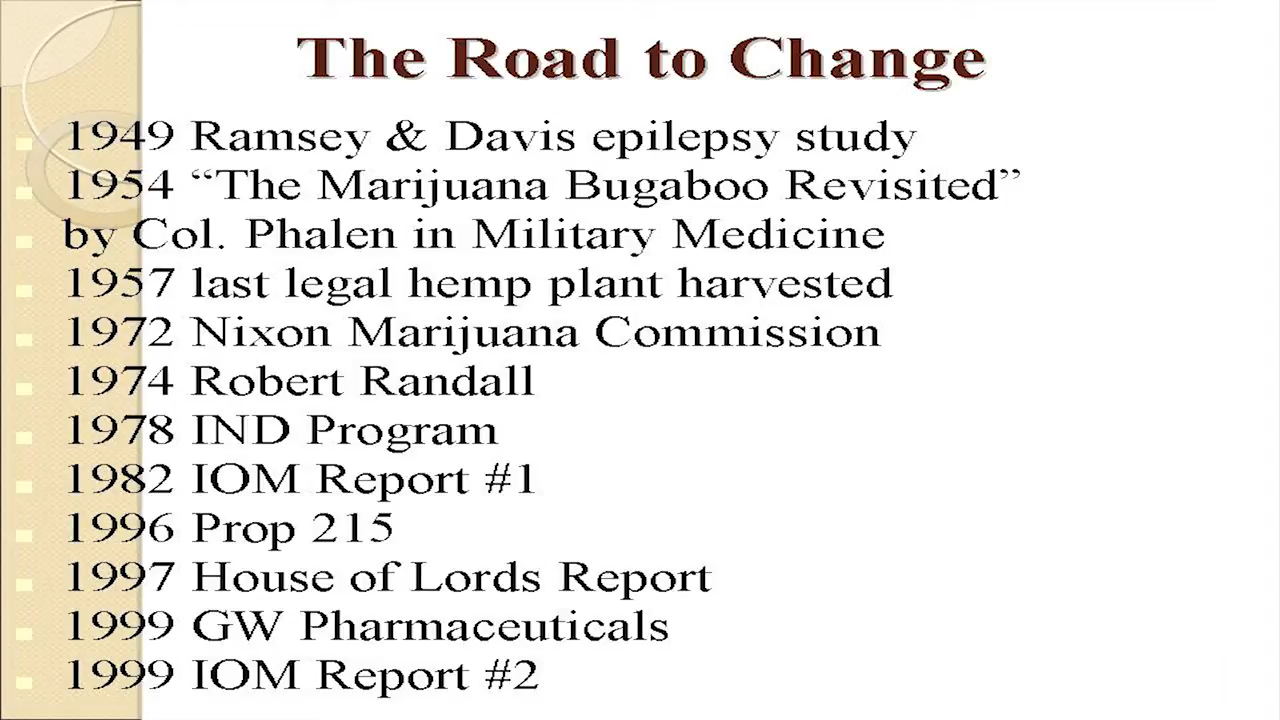 The Road to Change
1949 Ramsey & Davis epilepsy study
1954 “The Marijuana Bugaboo Revisited”
by Col. Phalen in Military Medicine
1957 last legal hemp plant harvested
1972 Nixon Marijuana Commission
1974 Robert Randall
1978 IND Program
1982 IOM Report #1
1996 Prop 215
1997 House of Lords Report
1999 GW Pharmaceuticals
1999 IOM Report #2